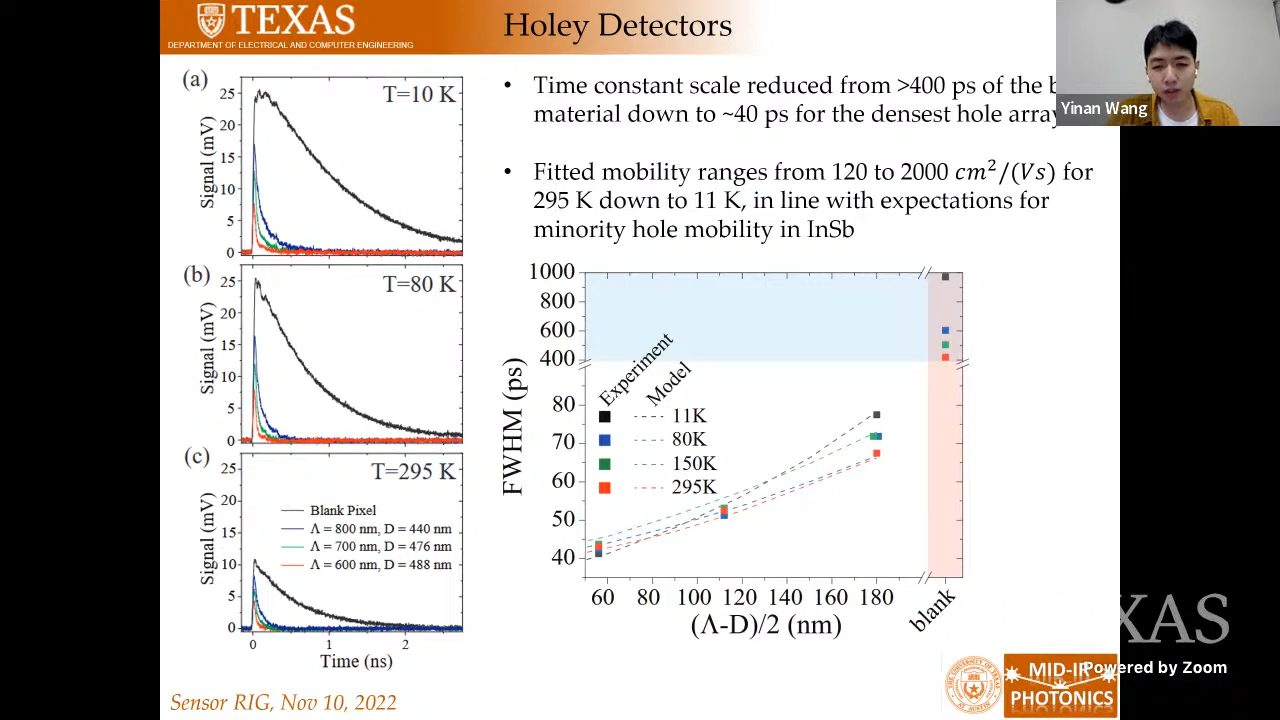 TEXAS
DEPARTMENT OF ELECTRICAL AND COMPUTER ENGINEERING
Holey Detectors
Yinan Wang
• Time constant scale reduced from >400 ps of the b
material down to ~40 ps for the densest hole array
• Fitted mobility ranges from 120 to 2000 cm²/(Vs) for
295 K down to 11 K, in line with expectations for
minority hole mobility in InSb
(a)
T=10 K
25
20
15
10
5
0
Signal (mV)
(b)
T=80 K
25
20
15
10
5
0
Signal (mV)
(c)
T=295 K
25
20
15
10
5
0
Signal (mV)
Blank Pixel
Λ = 800 nm, D = 440 nm
Λ = 700 nm, D = 476 nm
Λ = 600 nm, D = 488 nm
0 1 2
Time (ns)
1000
800
600
400
80
70
60
50
40
FWHM (ps)
Experiment
Model
11K
80K
150K
295K
60 80 100 120 140 160 180 blank
(Λ-D)/2 (nm)
XAS
Powered by Zoom
MID-IR
PHOTONICS
Sensor RIG, Nov 10, 2022